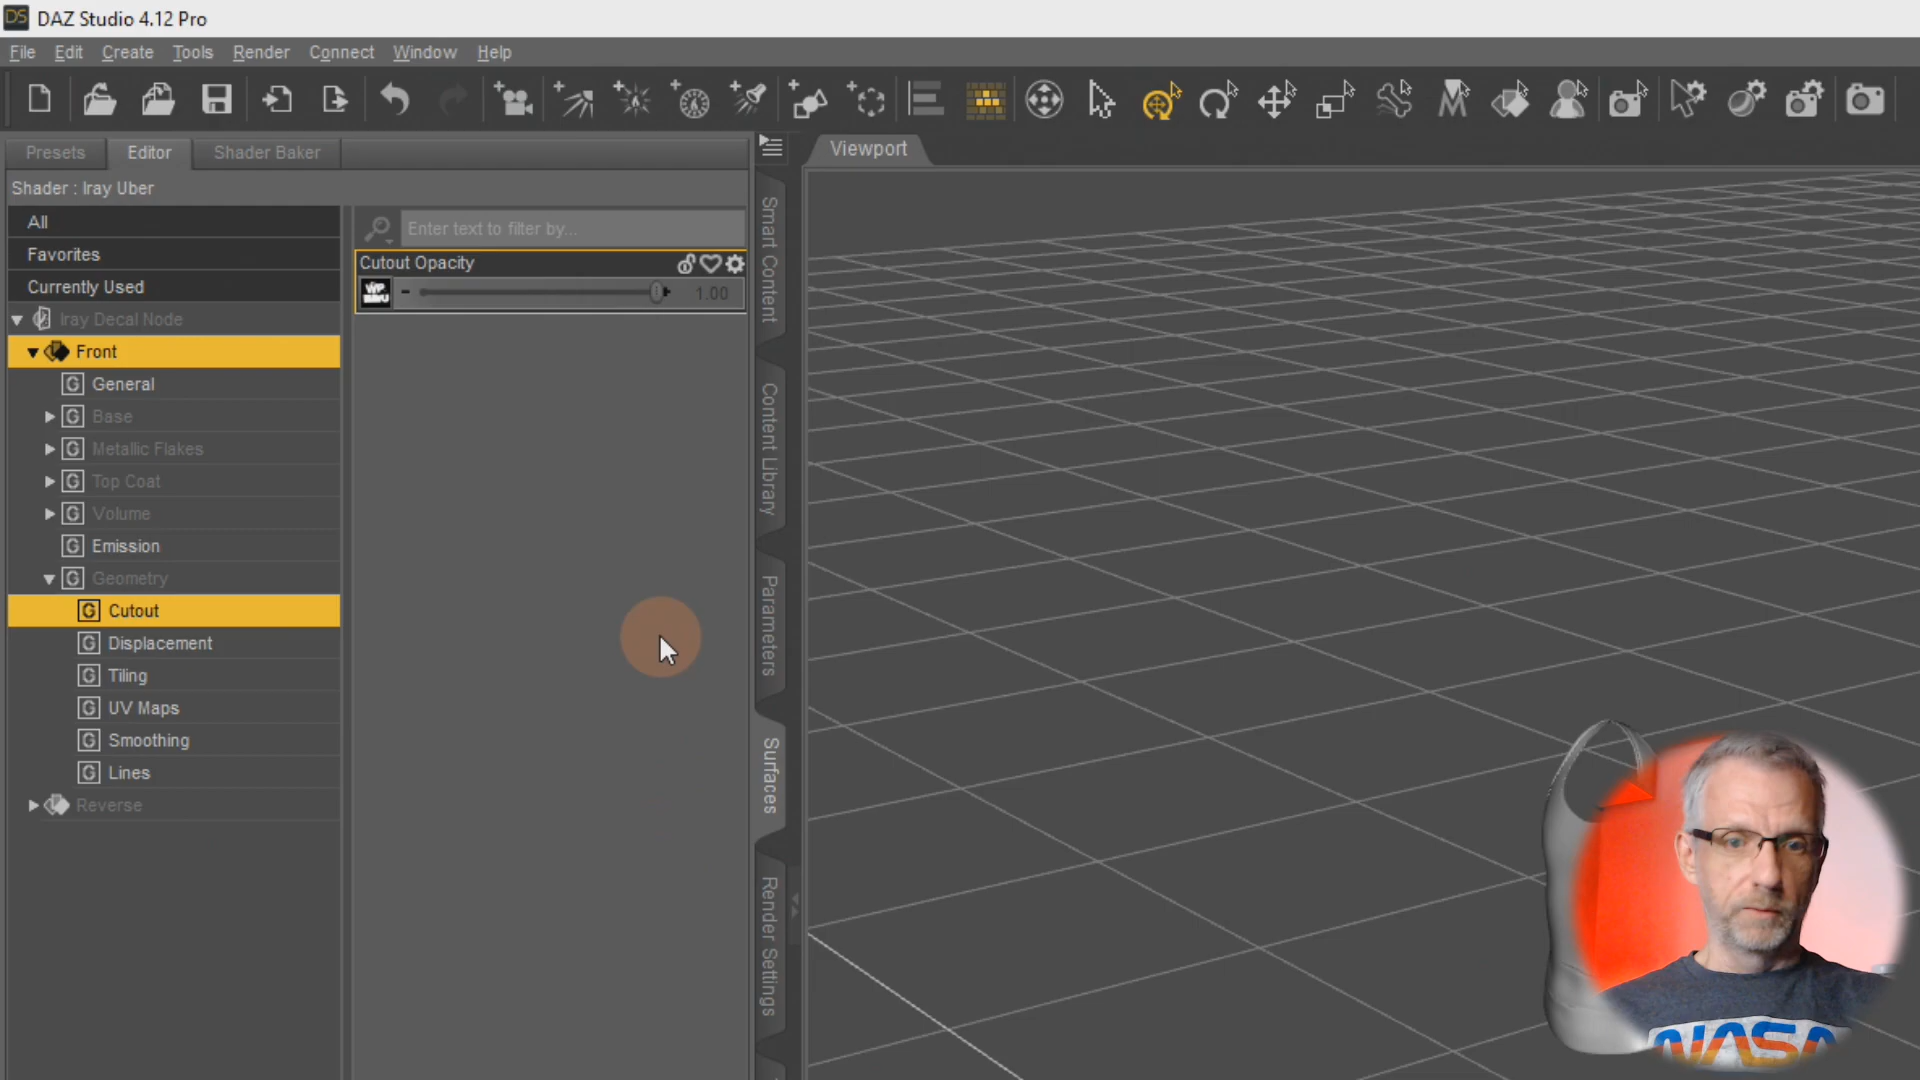 DS DAZ Studio 4.12 Pro
File Edit Create Tools Render Connect Window Help
Presets Editor Shader Baker
Viewport
Shader : Iray Uber
All
Favorites
Currently Used
Iray Decal Node
Front
G General
G Base
G Metallic Flakes
G Top Coat
G Volume
G Emission
G Geometry
G Cutout
G Displacement
G Tiling
G UV Maps
G Smoothing
G Lines
Reverse
Enter text to filter by...
Cutout Opacity
1.00
Smart Content
Content Library
Parameters
Surfaces
Render Settings
NASA